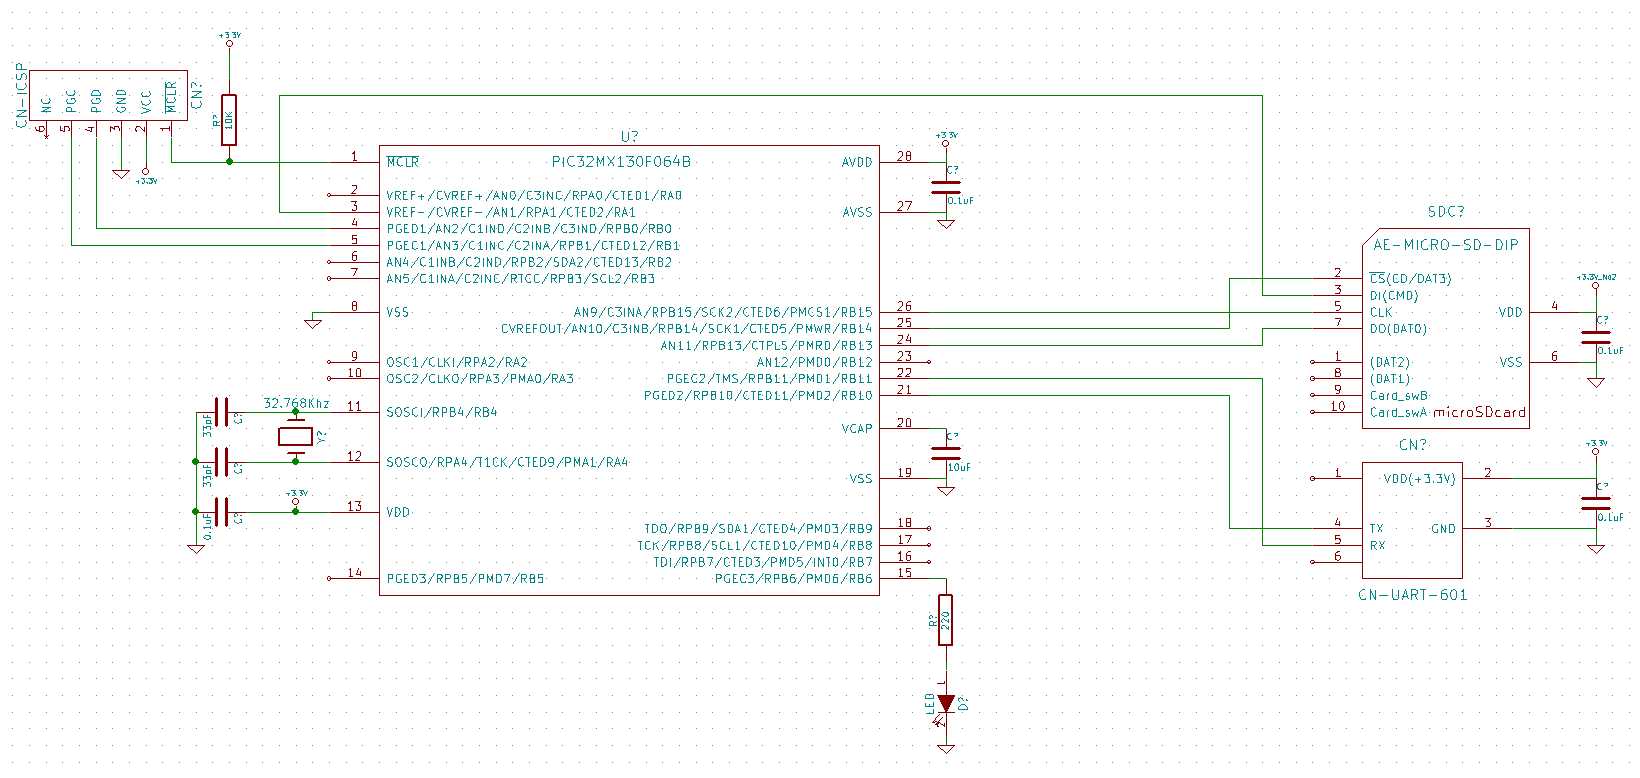 +3.3V
CN-ICSP
NC
PGC
PGD
GND
VCC
MCLR
CN?
6
5
4
3
2
1
+3.3V
R?
10K
U?
PIC32MX130F064B
1 MCLR
2 VREF+/CVREF+/AN0/C3INC/RPA0/CTED1/RA0
3 VREF-/CVREF-/AN1/RPA1/CTED2/RA1
4 PGED1/AN2/C1IND/C2INB/C3IND/RPB0/RB0
5 PGEC1/AN3/C1INC/C2INA/RPB1/CTED12/RB1
6 AN4/C1INB/C2IND/RPB2/SDA2/CTED13/RB2
7 AN5/C1INA/C2INC/RTCC/RPB3/SCL2/RB3
8 VSS
9 OSC1/CLKI/RPA2/RA2
10 OSC2/CLKO/RPA3/PMA0/RA3
11 SOSCI/RPB4/RB4
12 SOSCO/RPA4/T1CK/CTED9/PMA1/RA4
13 VDD
14 PGED3/RPB5/PMD7/RB5
AVDD 28
AVSS 27
AN9/C3INA/RPB15/SCK2/CTED6/PMCS1/RB15 26
CVREFOUT/AN10/C3INB/RPB14/SCK1/CTED5/PMWR/RB14 25
AN11/RPB13/CTPLS/PMRD/RB13 24
AN12/PMD0/RB12 23
PGEC2/TMS/RPB11/PMD1/RB11 22
PGED2/RPB10/CTED11/PMD2/RB10 21
VCAP 20
VSS 19
TDO/RPB9/SDA1/CTED4/PMD3/RB9 18
TCK/RPB8/SCL1/CTED10/PMD4/RB8 17
TDI/RPB7/CTED3/PMD5/INT0/RB7 16
PGEC3/RPB6/PMD6/RB6 15
32.768Khz
Y?
33pF
C?
33pF
C?
+3.3V
0.1uF
C?
+3.3V
C?
0.1uF
C?
10uF
R?
220
1
LED
D?
2
SDC?
AE-MICRO-SD-DIP
2 CS(CD/DAT3)
3 DI(CMD)
5 CLK
7 DO(DAT0)
1 (DAT2)
8 (DAT1)
9 Card_swB
10 Card_swA
microSDcard
VDD 4
VSS 6
+3.3V_No2
C?
0.1uF
CN?
1
4 TX
5 RX
6
VDD(+3.3V) 2
GND 3
CN-UART-601
+3.3V
C?
0.1uF